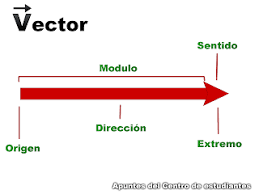 Vector
Sentido
Modulo
Dirección
Origen
Extremo
Apuntes del Centro de estudiantes